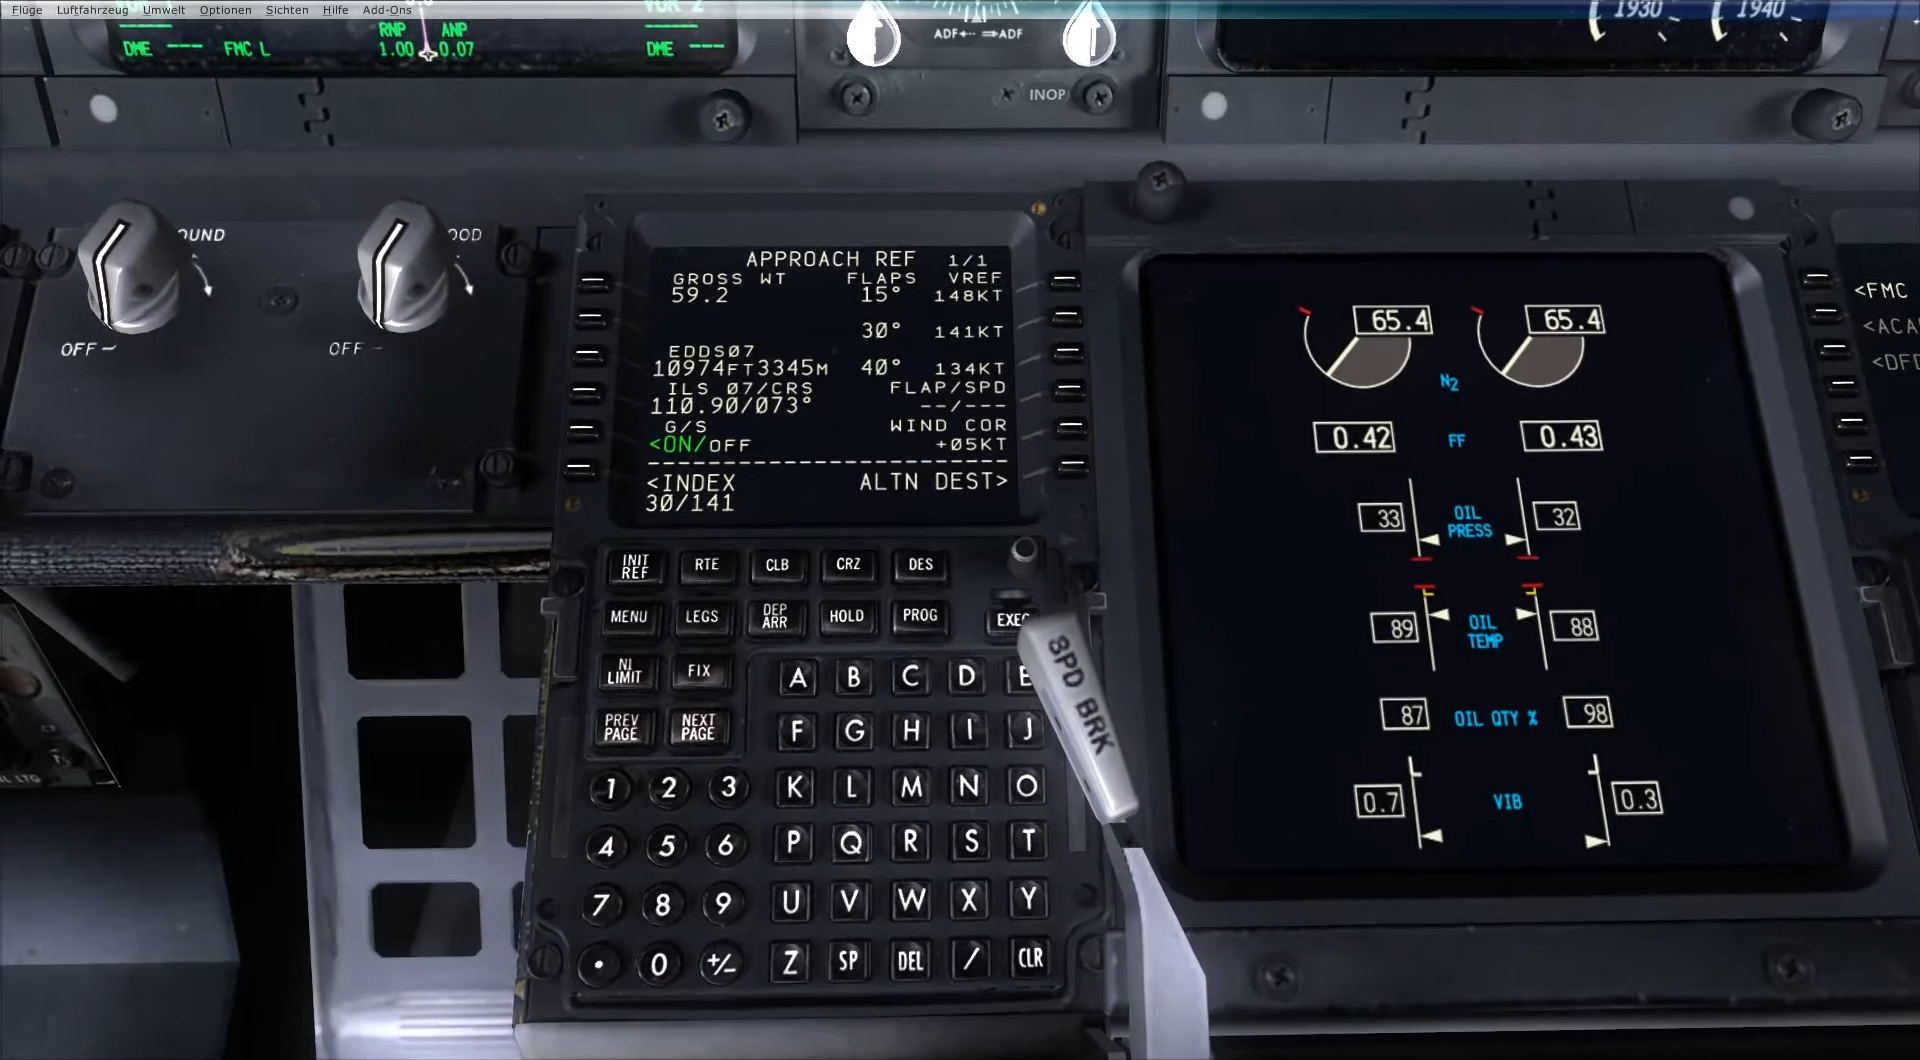 Flüge Luftfahrzeug Umwelt Optionen Sichten Hilfe Add-Ons
RNP ANP
DME --- FMC L 1.00 0.07 DME ---
ADF ADF
INOP
1930 1940
OFF
OFF
APPROACH REF 1/1
GROSS WT FLAPS VREF
59.2 15° 148KT
30° 141KT
EDDS07
10974FT3345M 40° 134KT
ILS 07/CRS FLAP/SPD
110.90/073° --/---
G/S WIND COR
<ON/OFF +05KT
------------------------
<INDEX ALTN DEST>
30/141
INIT REF RTE CLB CRZ DES
MENU LEGS DEP ARR HOLD PROG EXEC
N1 LIMIT FIX
PREV PAGE NEXT PAGE
A B C D E
F G H I J
1 2 3 K L M N O
4 5 6 P Q R S T
7 8 9 U V W X Y
. 0 +/- Z SP DEL / CLR
SPD BRK
65.4 65.4
N2
0.42 FF 0.43
33 OIL PRESS 32
89 OIL TEMP 88
87 OIL QTY % 98
0.7 VIB 0.3
<FMC